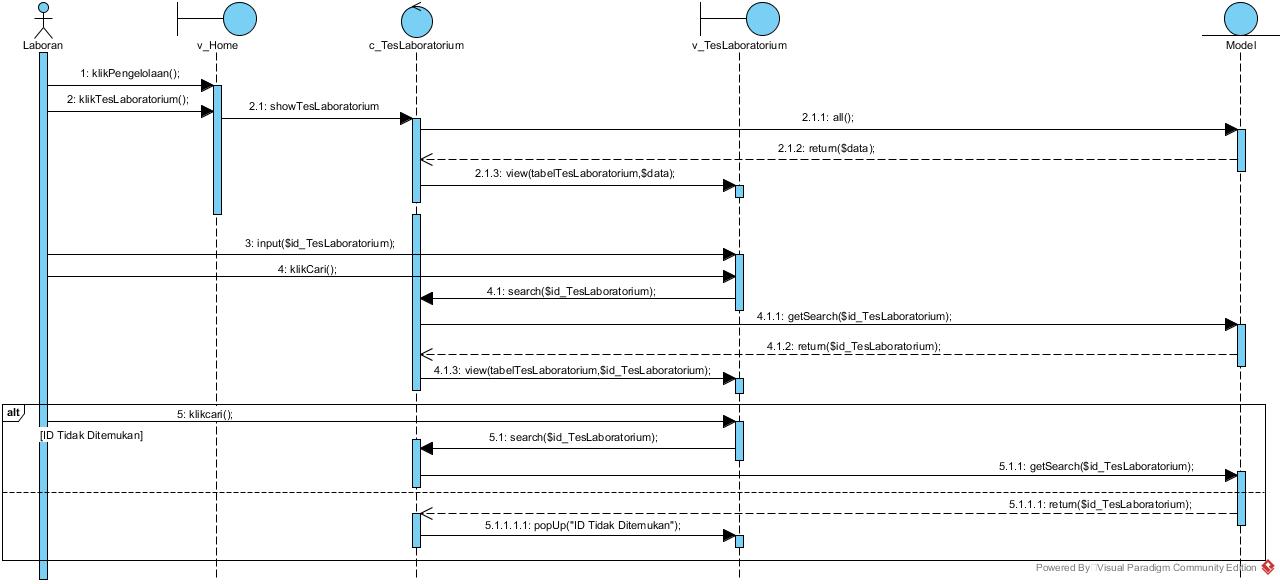 Laboran
v_Home
c_TesLaboratorium
v_TesLaboratorium
Model
1: klikPengelolaan();
2: klikTesLaboratorium();
2.1: showTesLaboratorium
2.1.1: all();
2.1.2: return($data);
2.1.3: view(tabelTesLaboratorium,$data);
3: input($id_TesLaboratorium);
4: klikCari();
4.1: search($id_TesLaboratorium);
4.1.1: getSearch($id_TesLaboratorium);
4.1.2: return($id_TesLaboratorium);
4.1.3: view(tabelTesLaboratorium,$id_TesLaboratorium);
alt
5: klikcari();
[ID Tidak Ditemukan]
5.1: search($id_TesLaboratorium);
5.1.1: getSearch($id_TesLaboratorium);
5.1.1.1: return($id_TesLaboratorium);
5.1.1.1.1: popUp("ID Tidak Ditemukan");
Powered By Visual Paradigm Community Edition